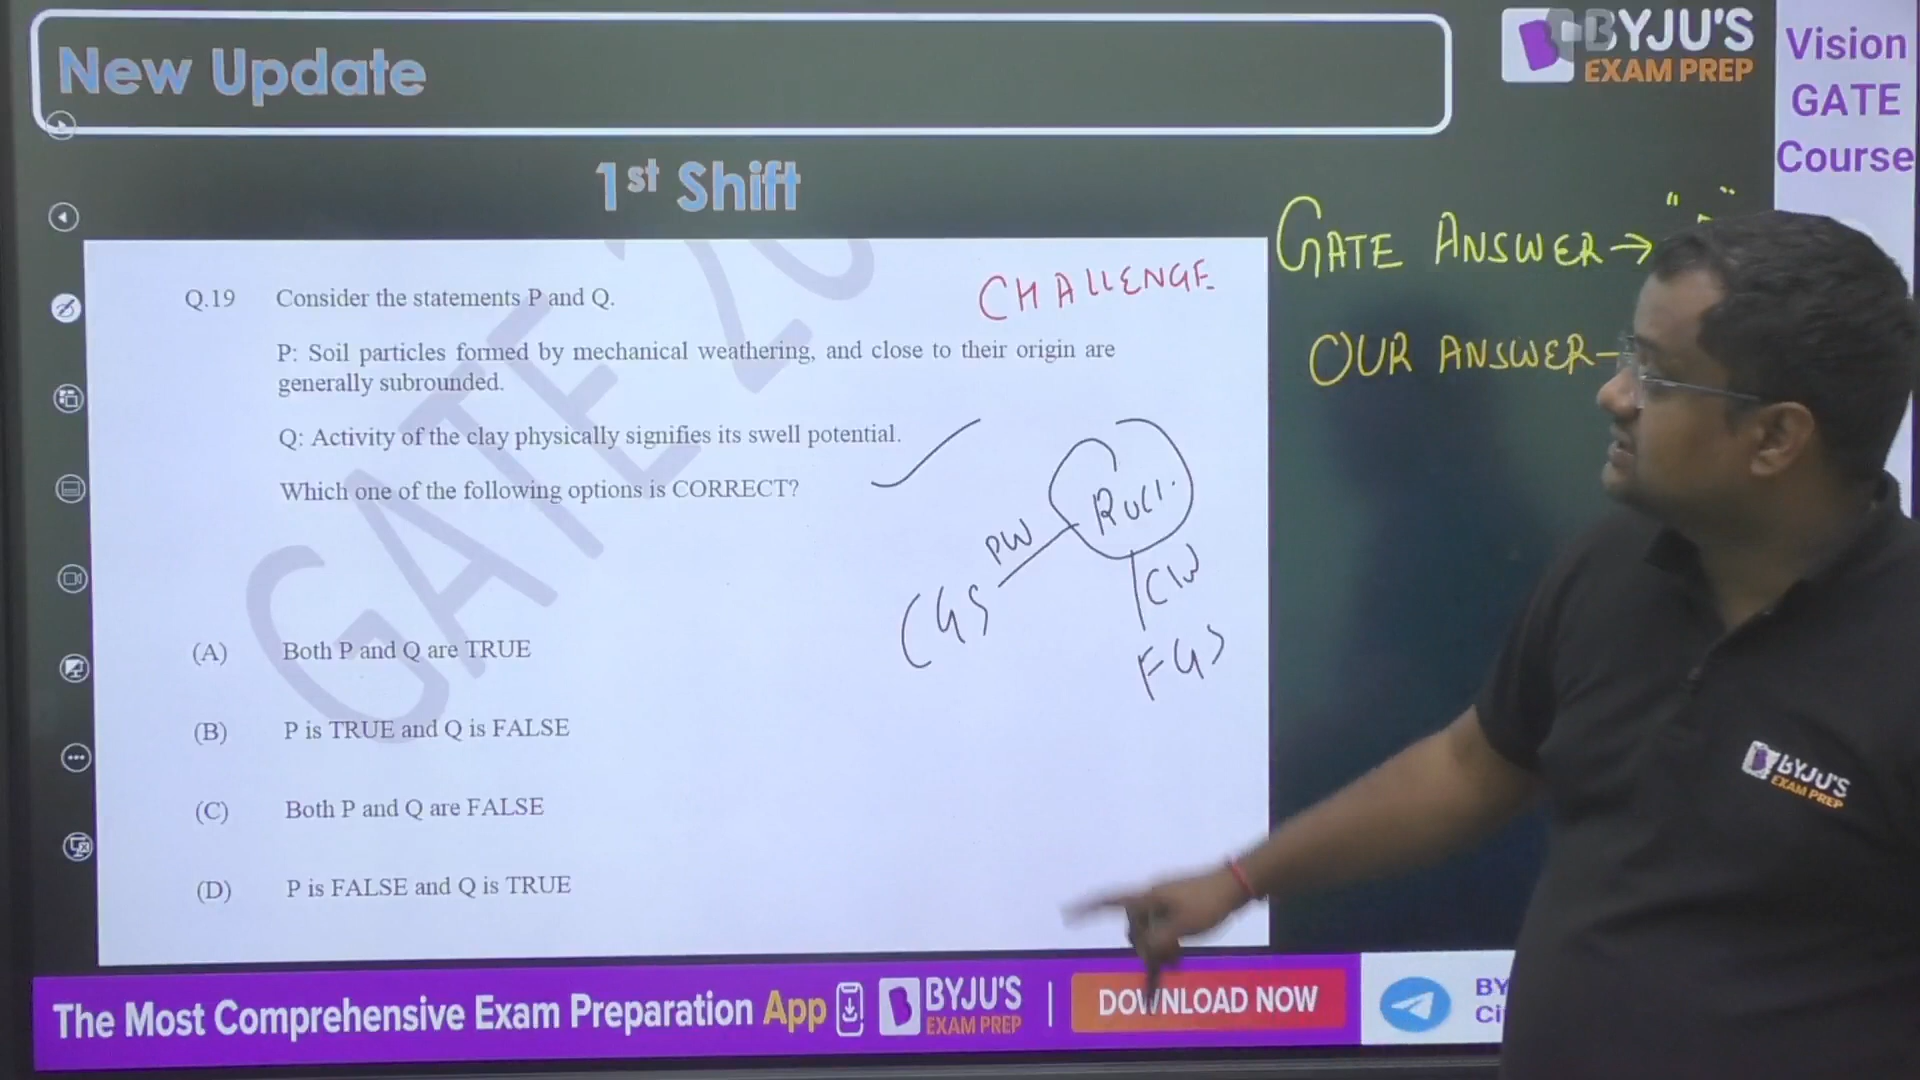 New Update
BYJU'S
EXAM PREP
Vision
GATE
Course
1st Shift
GATE 20
CHALLENGE
GATE ANSWER →
OUR ANSWER -
Q.19 Consider the statements P and Q.
P: Soil particles formed by mechanical weathering, and close to their origin are
generally subrounded.
Q: Activity of the clay physically signifies its swell potential.
Which one of the following options is CORRECT?
PW
CW
CGS
FGS
(A) Both P and Q are TRUE
(B) P is TRUE and Q is FALSE
(C) Both P and Q are FALSE
(D) P is FALSE and Q is TRUE
BYJU'S
EXAM PREP
The Most Comprehensive Exam Preparation App
BYJU'S
EXAM PREP
DOWNLOAD NOW